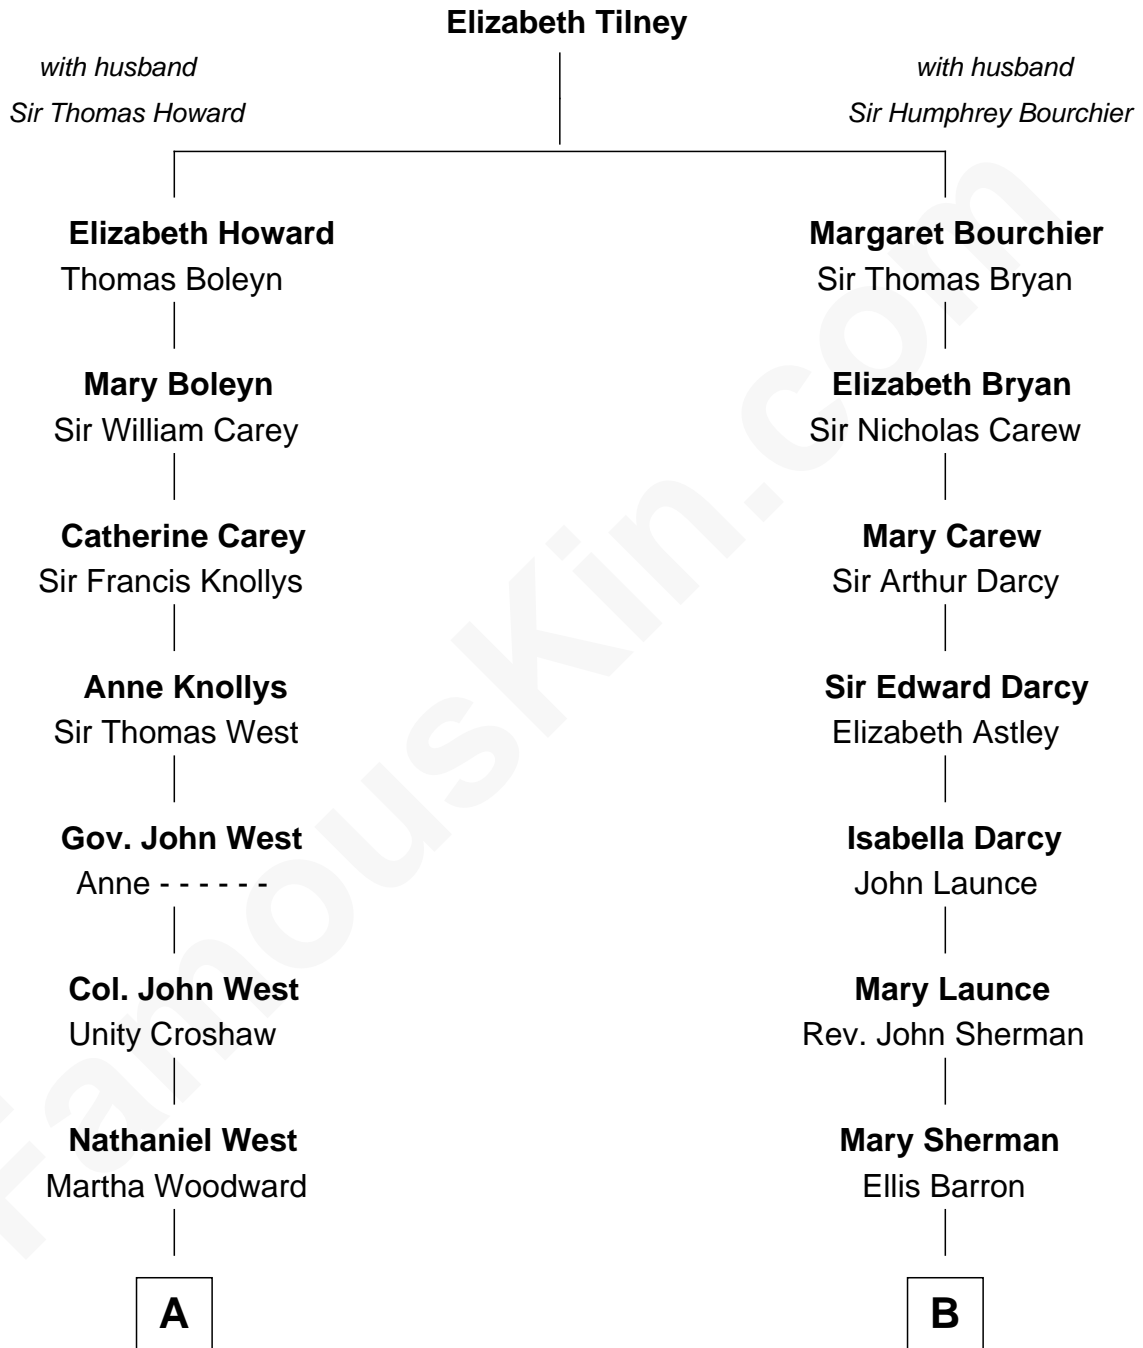 Elizabeth Tilney
with husband
Sir Thomas Howard
with husband
Sir Humphrey Bourchier
Elizabeth Howard
Thomas Boleyn
Margaret Bourchier
Sir Thomas Bryan
Mary Boleyn
Sir William Carey
Elizabeth Bryan
Sir Nicholas Carew
Catherine Carey
Sir Francis Knollys
Mary Carew
Sir Arthur Darcy
Anne Knollys
Sir Thomas West
Sir Edward Darcy
Elizabeth Astley
Gov. John West
Anne - - - - - -
Isabella Darcy
John Launce
Col. John West
Unity Croshaw
Mary Launce
Rev. John Sherman
Nathaniel West
Martha Woodward
Mary Sherman
Ellis Barron
A
B
FamousKin.com